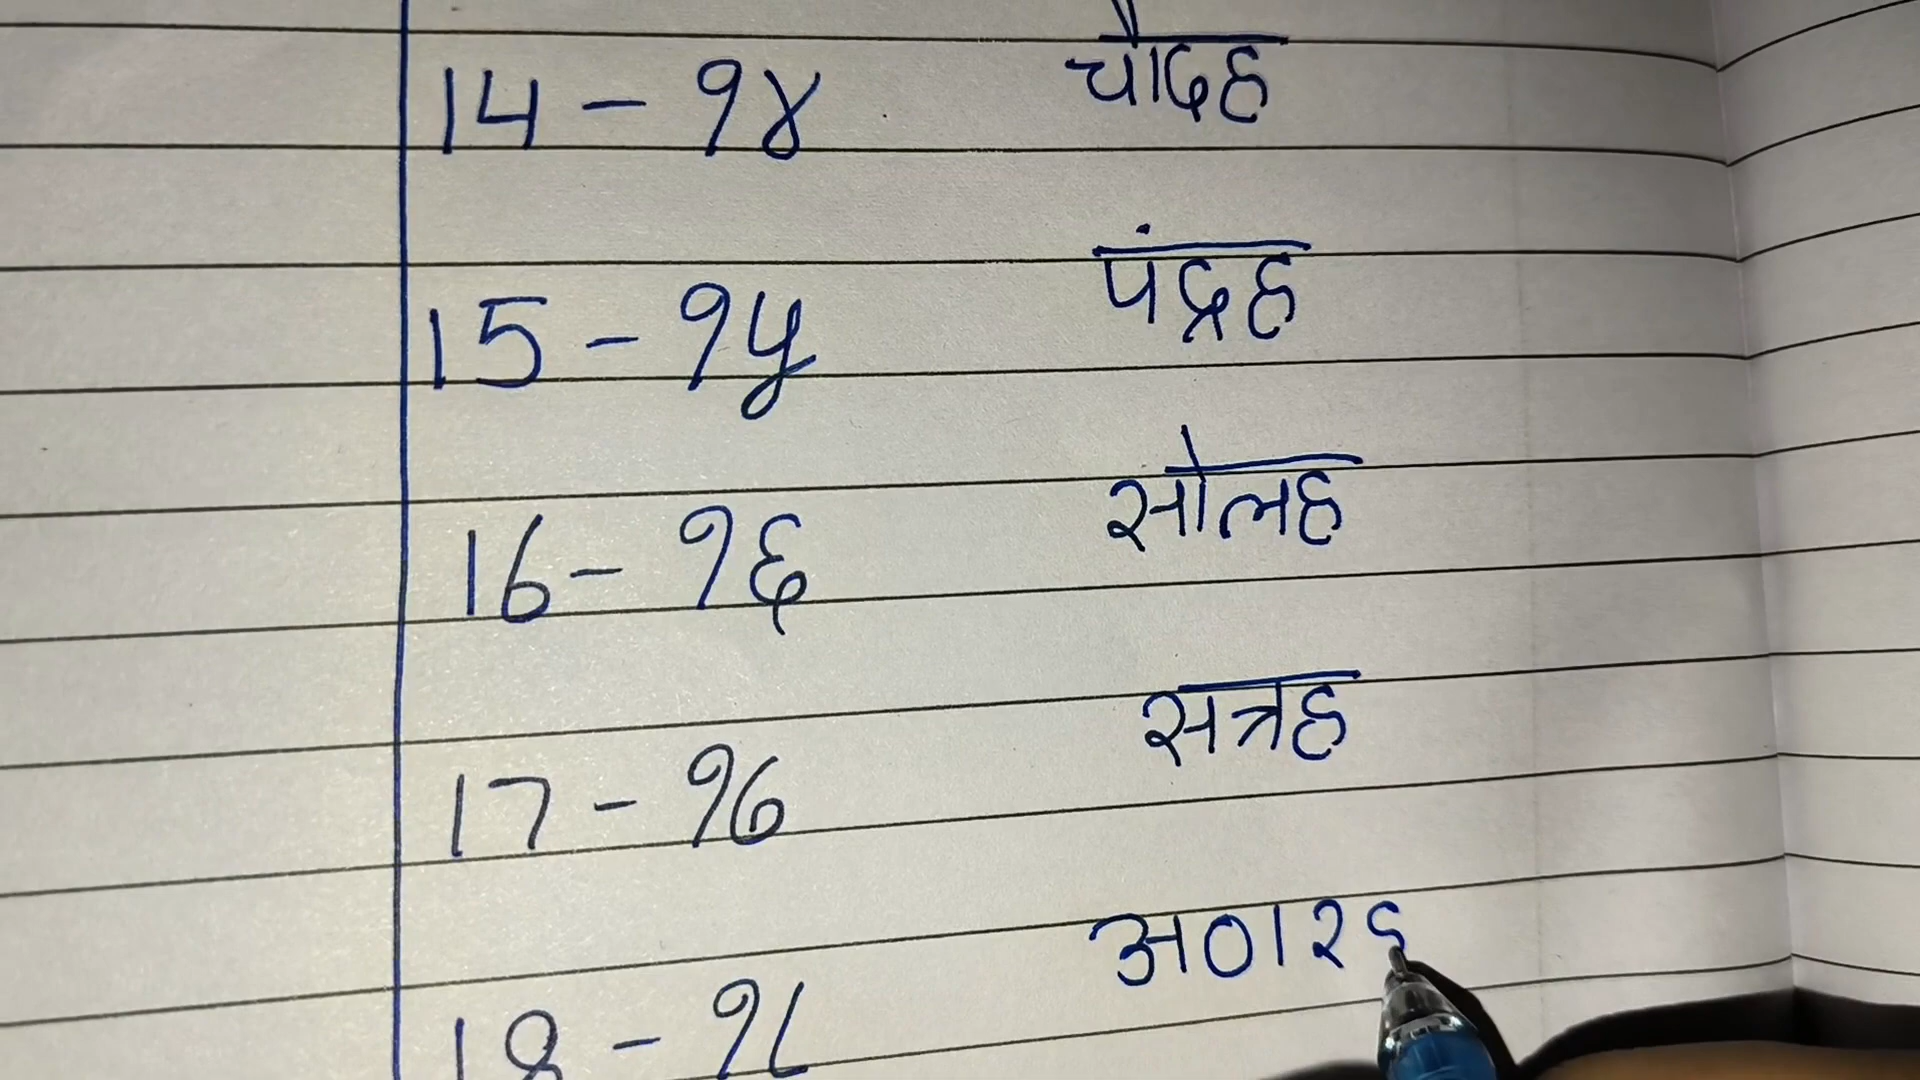 14 - १४ चौदह
15 - १५ पंद्रह
16 - १६ सोलह
17 - १७ सत्रह
18 - १८ अठारह